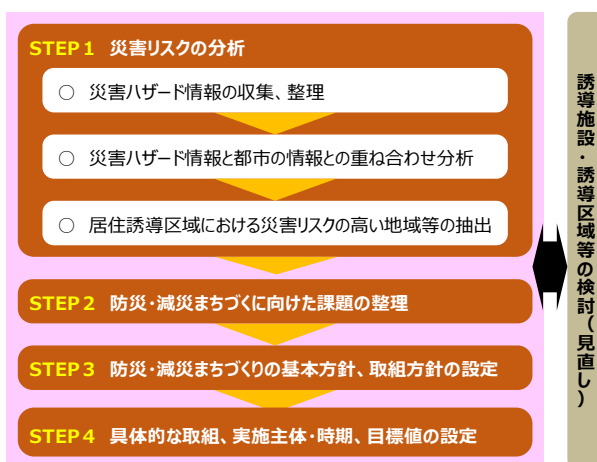 STEP1 災害リスクの分析
○ 災害ハザード情報の収集、整理
○ 災害ハザード情報と都市の情報との重ね合わせ分析
○ 居住誘導区域における災害リスクの高い地域等の抽出
STEP2 防災・減災まちづくに向けた課題の整理
STEP3 防災・減災まちづくりの基本方針、取組方針の設定
STEP4 具体的な取組、実施主体・時期、目標値の設定
誘導施設・誘導区域等の検討(見直し)